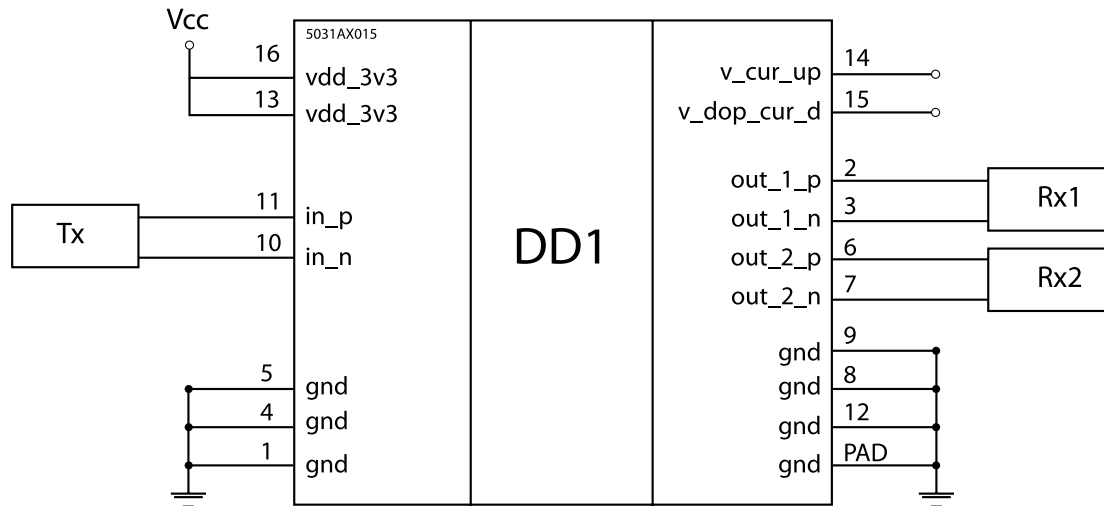 Vcc
5031AX015
16 vdd_3v3
13 vdd_3v3
11 in_p
10 in_n
Tx
5 gnd
4 gnd
1 gnd
DD1
v_cur_up 14
v_dop_cur_d 15
out_1_p 2
out_1_n 3
out_2_p 6
out_2_n 7
Rx1
Rx2
gnd 9
gnd 8
gnd 12
gnd PAD